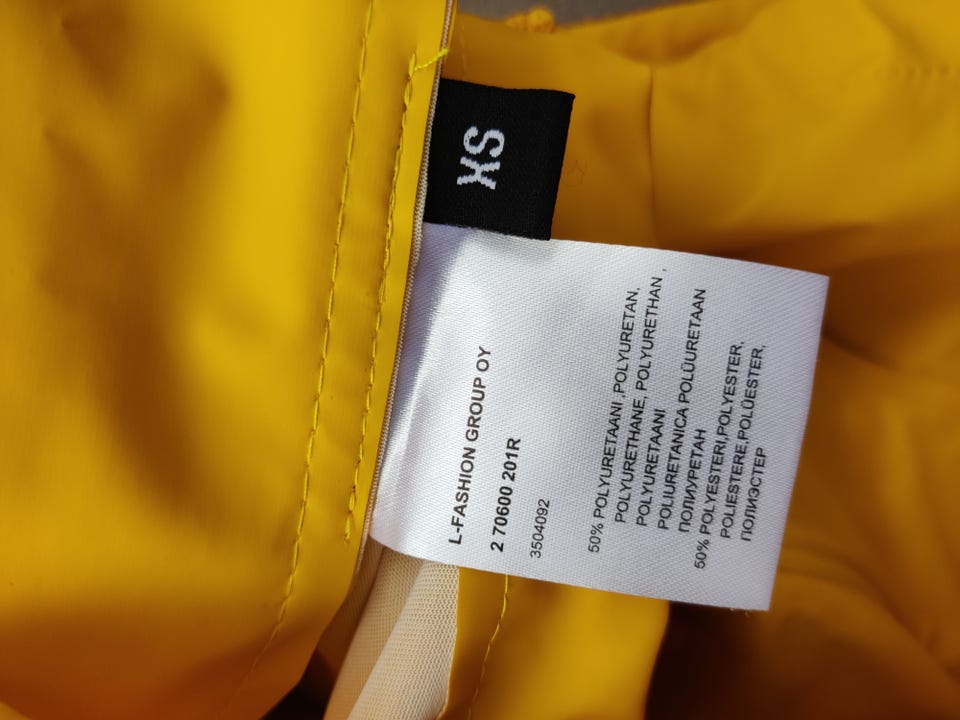 XS
L-FASHION GROUP OY
2 70600 201R
3504092
50% POLYURETAANI ,POLYURETAN,
POLYURETHANE, POLYURETHAN ,
POLYURETAANI
POLIURETANICA POLÜURETAAN
ПОЛИУРЕТАН
50% POLYESTERI,POLYESTER,
POLIESTERE,POLÜESTER,
ПОЛИЭСТЕР